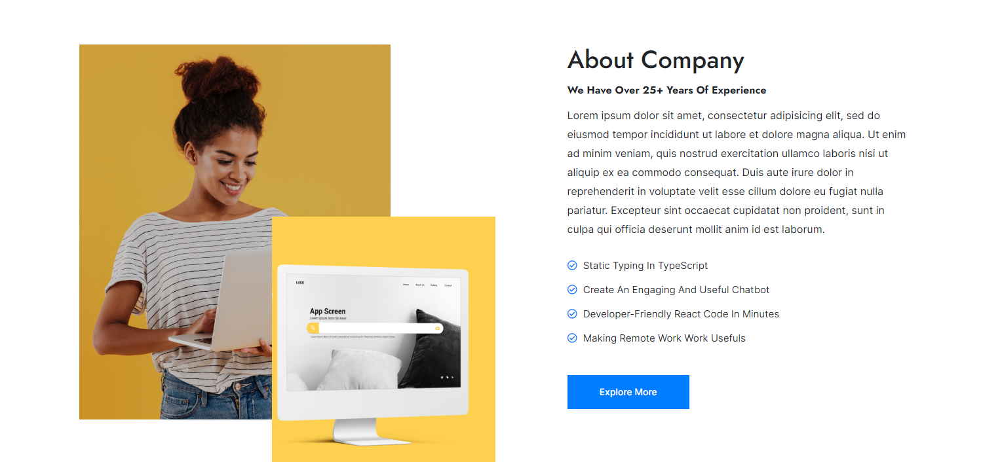 About Company
We Have Over 25+ Years Of Experience
Lorem ipsum dolor sit amet, consectetur adipisicing elit, sed do
eiusmod tempor incididunt ut labore et dolore magna aliqua. Ut enim
ad minim veniam, quis nostrud exercitation ullamco laboris nisi ut
aliquip ex ea commodo consequat. Duis aute irure dolor in
reprehenderit in voluptate velit esse cillum dolore eu fugiat nulla
pariatur. Excepteur sint occaecat cupidatat non proident, sunt in
culpa qui officia deserunt mollit anim id est laborum.
Static Typing In TypeScript
Create An Engaging And Useful Chatbot
Developer-Friendly React Code In Minutes
Making Remote Work Work Usefuls
Explore More
LOGO
Home About Us Contact
App Screen
Lorem Ipsum Dolor Sit Amet